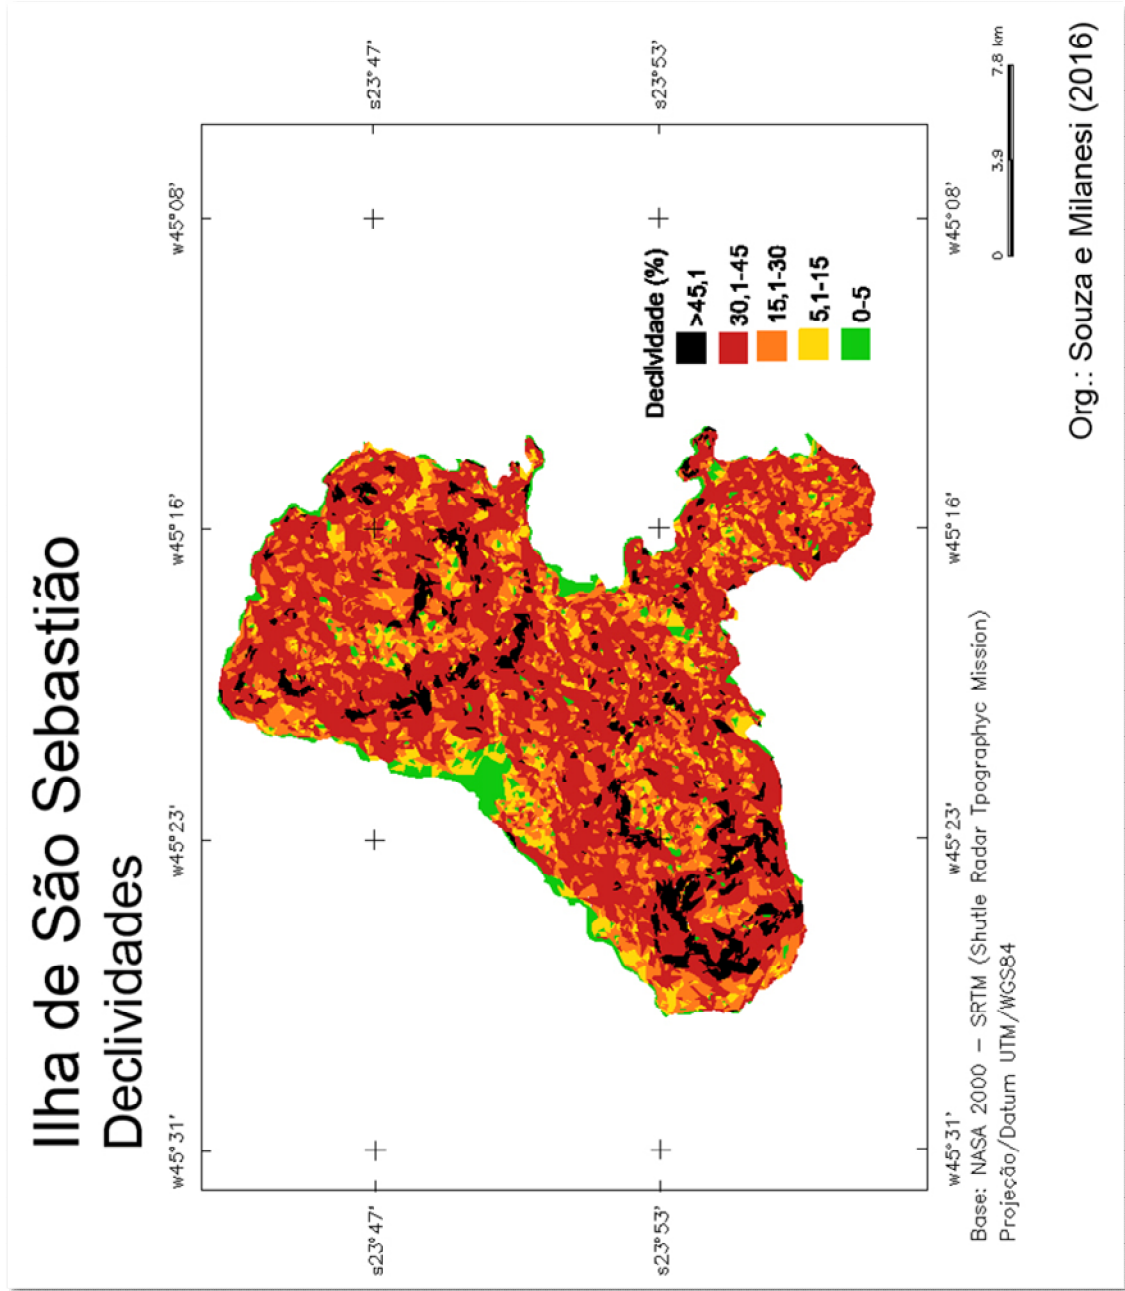 Ilha de São Sebastião
Declividades
w45°31' w45°23' w45°16' w45°08'
s23°47' s23°47'
s23°53' s23°53'
Declividade (%)
>45,1
30,1-45
15,1-30
5,1-15
0-5
w45°31' w45°23' w45°16' w45°08'
Base: NASA 2000 – SRTM (Shutle Radar Tpographyc Mission)
Projeção/Datum UTM/WGS84
0 3.9 7.8 km
Org.: Souza e Milanesi (2016)